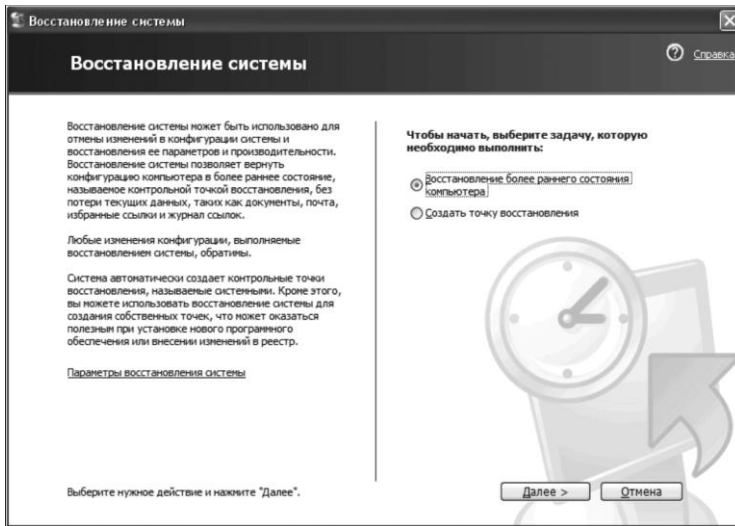 Восстановление системы
Восстановление системы
Справка
Восстановление системы может быть использовано для
отмены изменений в конфигурации системы и
восстановления ее параметров и производительности.
Восстановление системы позволяет вернуть
конфигурацию компьютера в более раннее состояние,
называемое контрольной точкой восстановления, без
потери текущих данных, таких как документы, почта,
избранные ссылки и журнал ссылок.
Любые изменения конфигурации, выполняемые
восстановлением системы, обратимы.
Система автоматически создает контрольные точки
восстановления, называемые системными. Кроме этого,
вы можете использовать восстановление системы для
создания собственных точек, что может оказаться
полезным при установке нового программного
обеспечения или внесении изменений в реестр.
Параметры восстановления системы
Чтобы начать, выберите задачу, которую
необходимо выполнить:
Восстановление более раннего состояния
компьютера
Создать точку восстановления
Выберите нужное действие и нажмите "Далее".
Далее >
Отмена